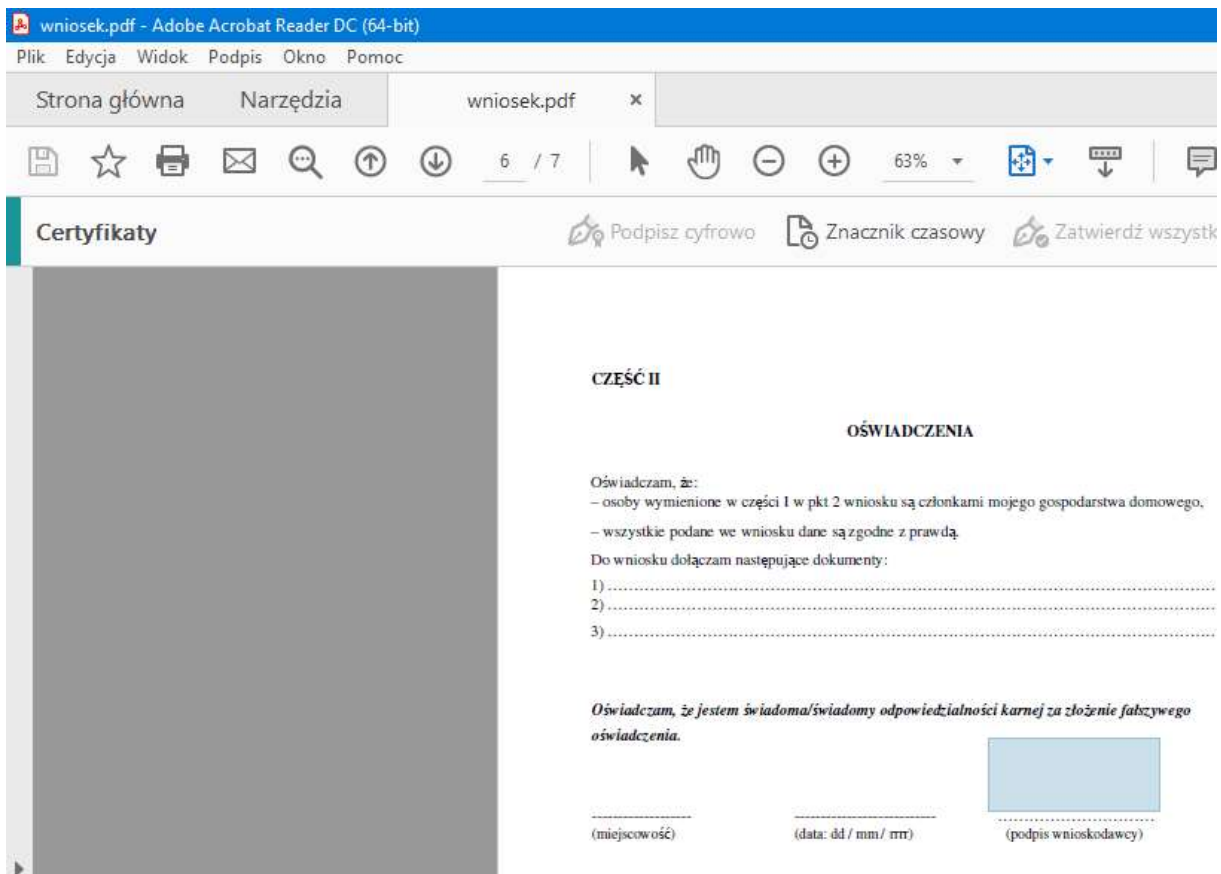 wniosek.pdf - Adobe Acrobat Reader DC (64-bit)
Plik Edycja Widok Podpis Okno Pomoc
Strona główna Narzędzia wniosek.pdf ×
6 / 7 63%
Certyfikaty Podpisz cyfrowo Znacznik czasowy Zatwierdź wszystk
CZĘŚĆ II
OŚWIADCZENIA
Oświadczam, że:
– osoby wymienione w części I w pkt 2 wniosku są członkami mojego gospodarstwa domowego,
– wszystkie podane we wniosku dane są zgodne z prawdą.
Do wniosku dołączam następujące dokumenty:
1) ........................................................................
2) ........................................................................
3) ........................................................................
Oświadczam, że jestem świadoma/świadomy odpowiedzialności karnej za złożenie fałszywego
oświadczenia.
(miejscowość) (data: dd / mm / rrrr) (podpis wnioskodawcy)